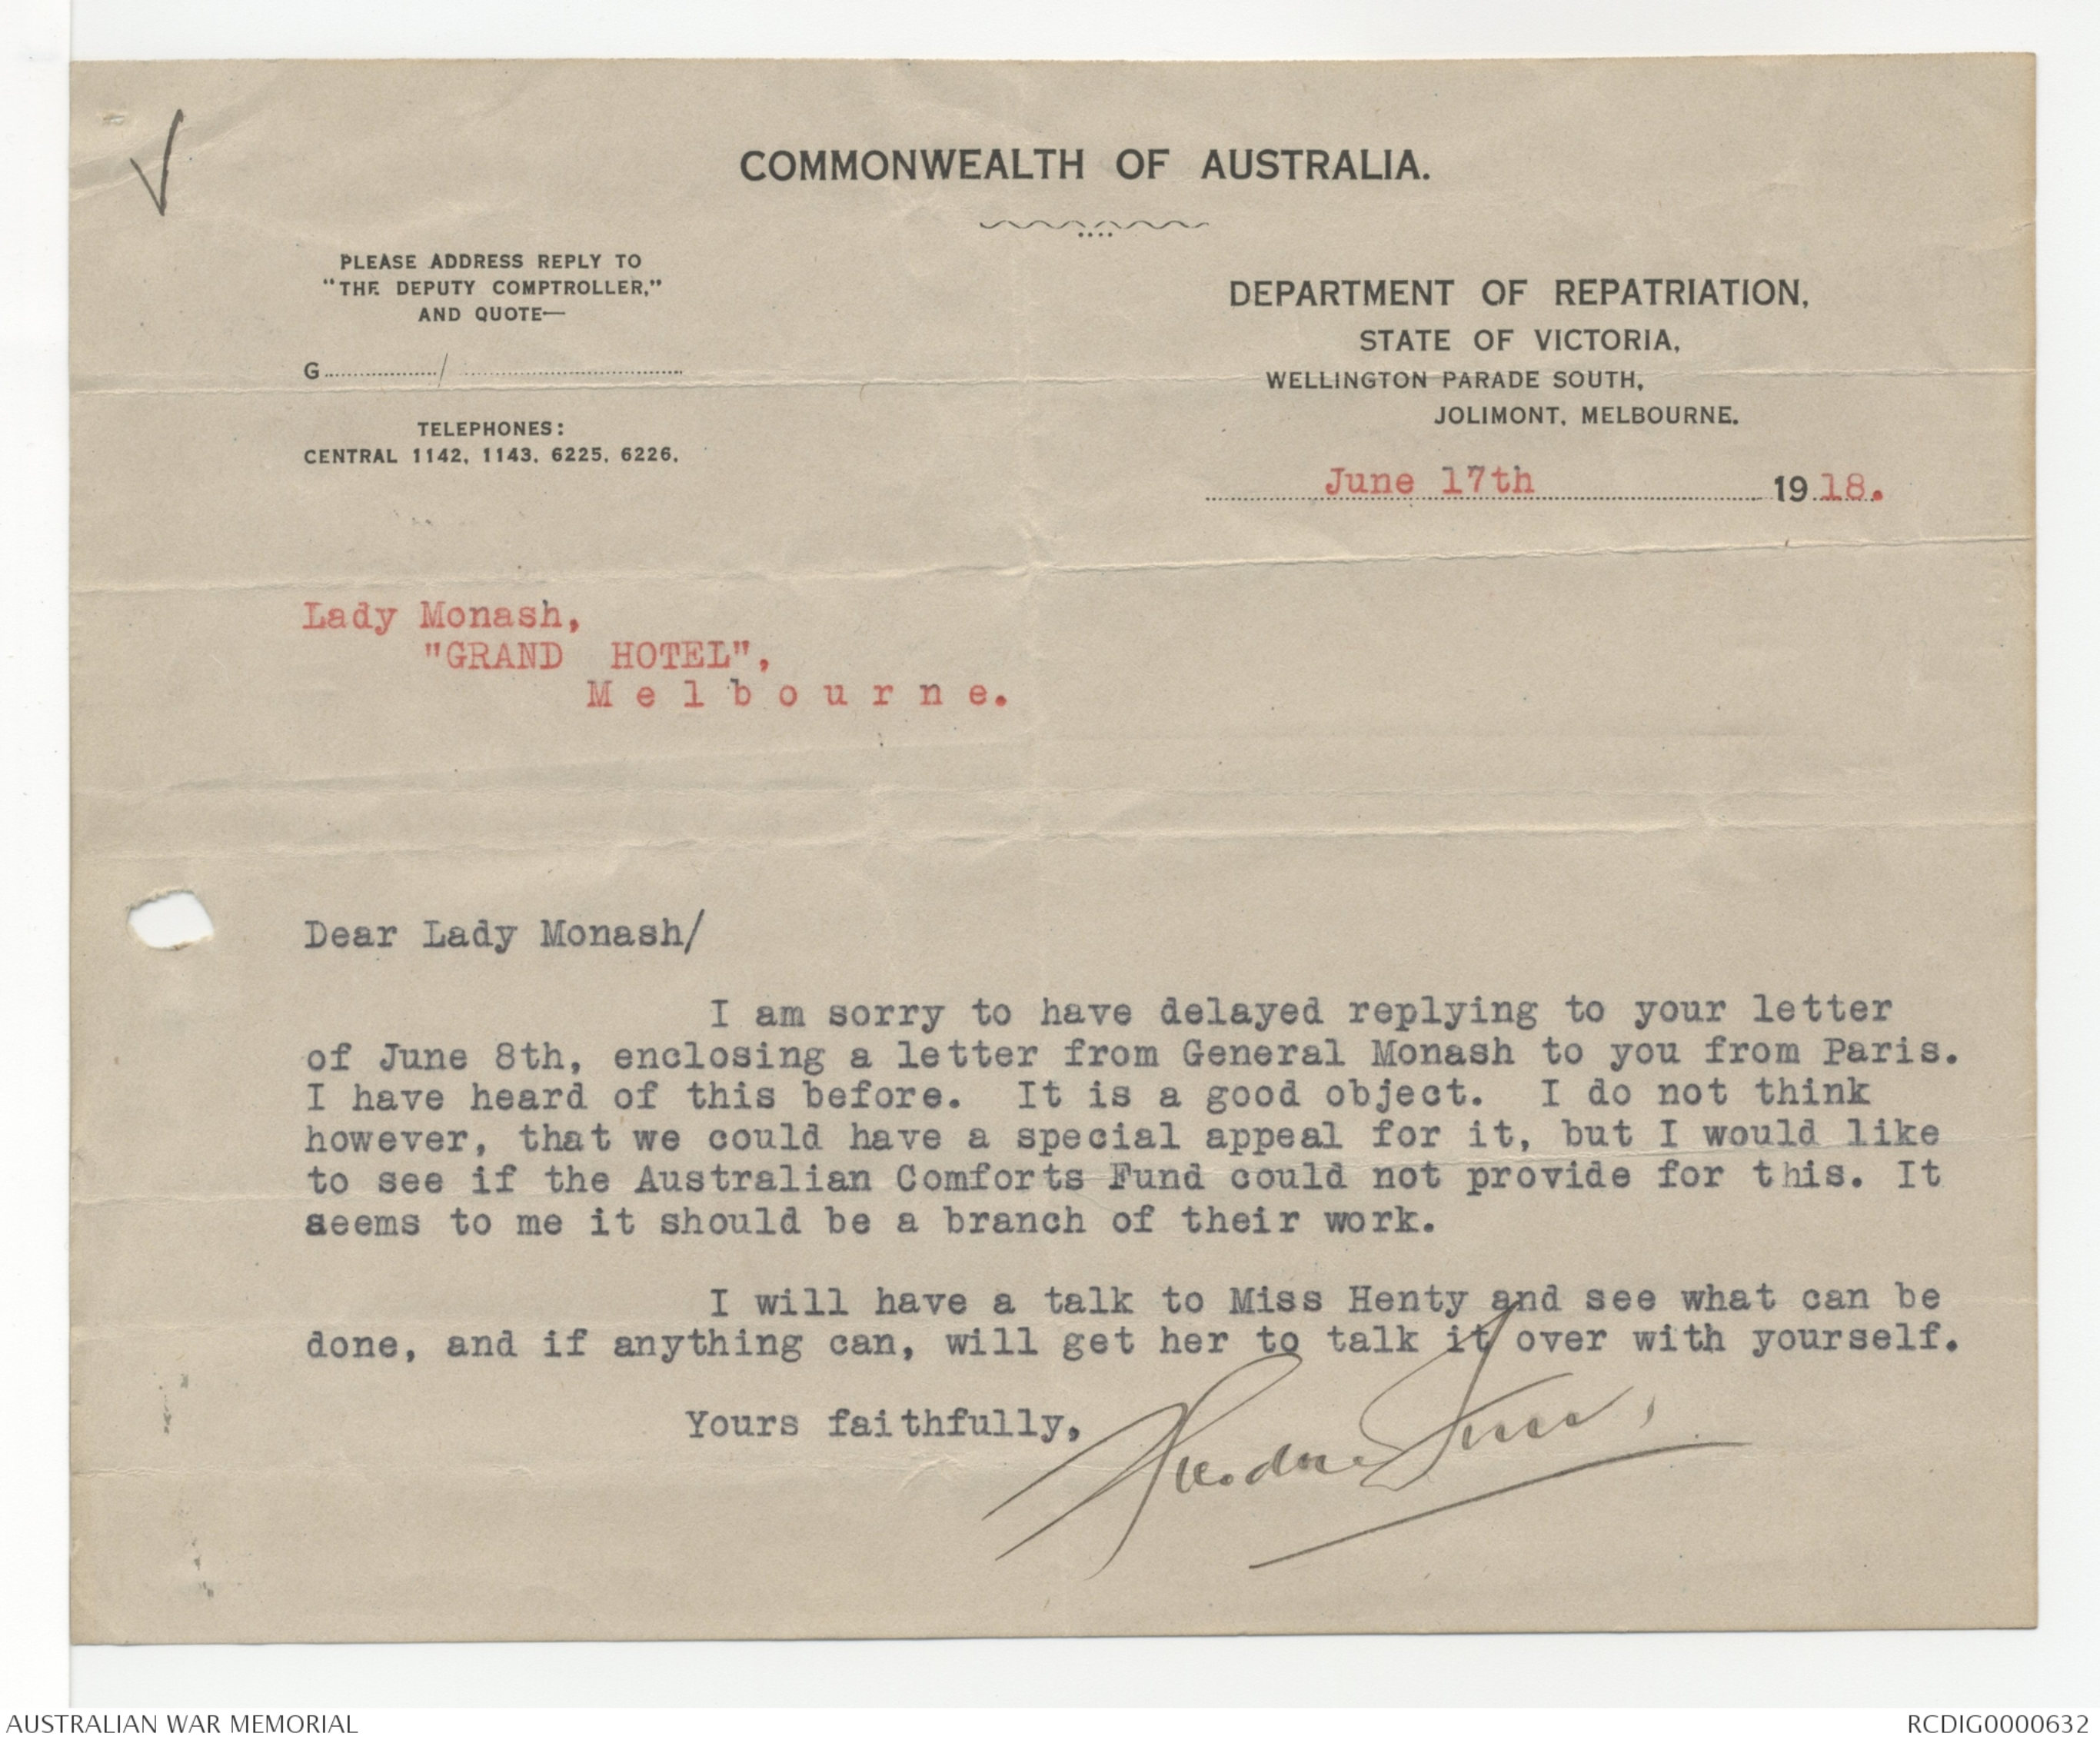 COMMONWEALTH OF AUSTRALIA.
PLEASE ADDRESS REPLY TO
"THE DEPUTY COMPTROLLER,"
AND QUOTE—
G............/ ....................
TELEPHONES:
CENTRAL 1142, 1143, 6225, 6226.
DEPARTMENT OF REPATRIATION,
STATE OF VICTORIA,
WELLINGTON PARADE SOUTH,
JOLIMONT, MELBOURNE.
June 17th 1918.
Lady Monash,
"GRAND HOTEL",
Melbourne.
Dear Lady Monash/
I am sorry to have delayed replying to your letter
of June 8th, enclosing a letter from General Monash to you from Paris.
I have heard of this before. It is a good object. I do not think
however, that we could have a special appeal for it, but I would like
to see if the Australian Comforts Fund could not provide for this. It
seems to me it should be a branch of their work.
I will have a talk to Miss Henty and see what can be
done, and if anything can, will get her to talk it over with yourself.
Yours faithfully,
AUSTRALIAN WAR MEMORIAL
RCDIG0000632